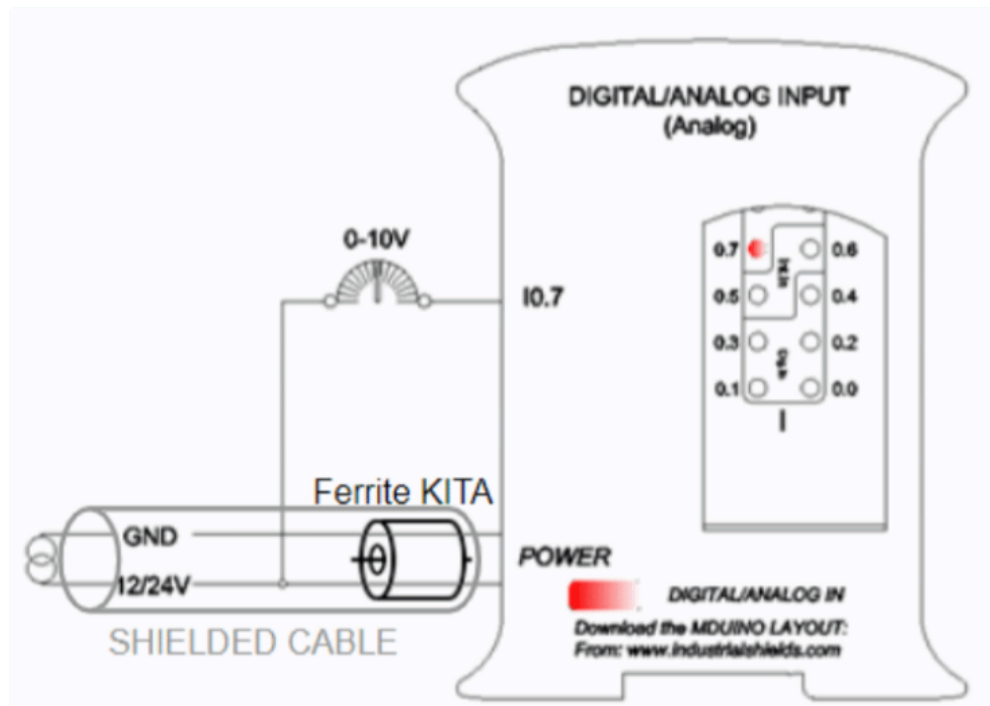 DIGITAL/ANALOG INPUT
(Analog)
0-10V
I0.7
0.7
0.6
0.5
0.4
0.3
0.2
0.1
0.0
I
Ferrite KITA
GND
12/24V
SHIELDED CABLE
POWER
DIGITAL/ANALOG IN
Download the MDUINO LAYOUT:
From: www.industrialshields.com